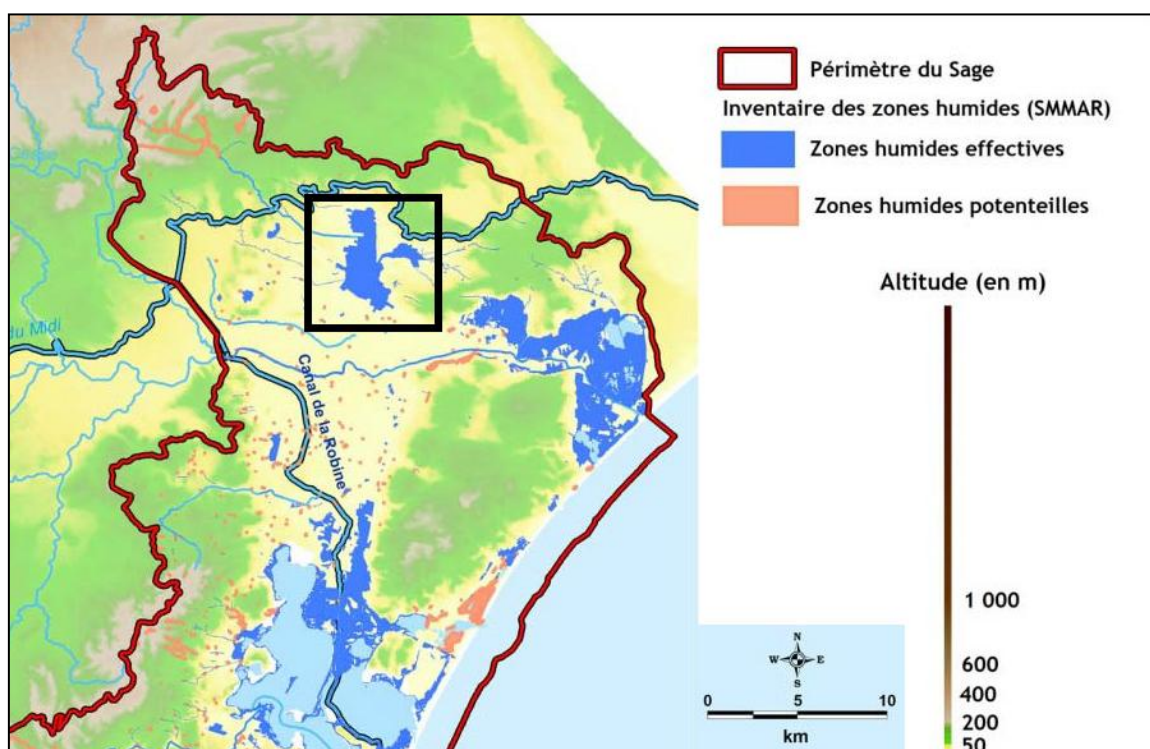 Périmètre du Sage
Inventaire des zones humides (SMMAR)
Zones humides effectives
Zones humides potenteilles
Altitude (en m)
1 000
600
400
200
50
Cesse
du Midi
Canal de la Robine
N
W E
S
0 5 10
km